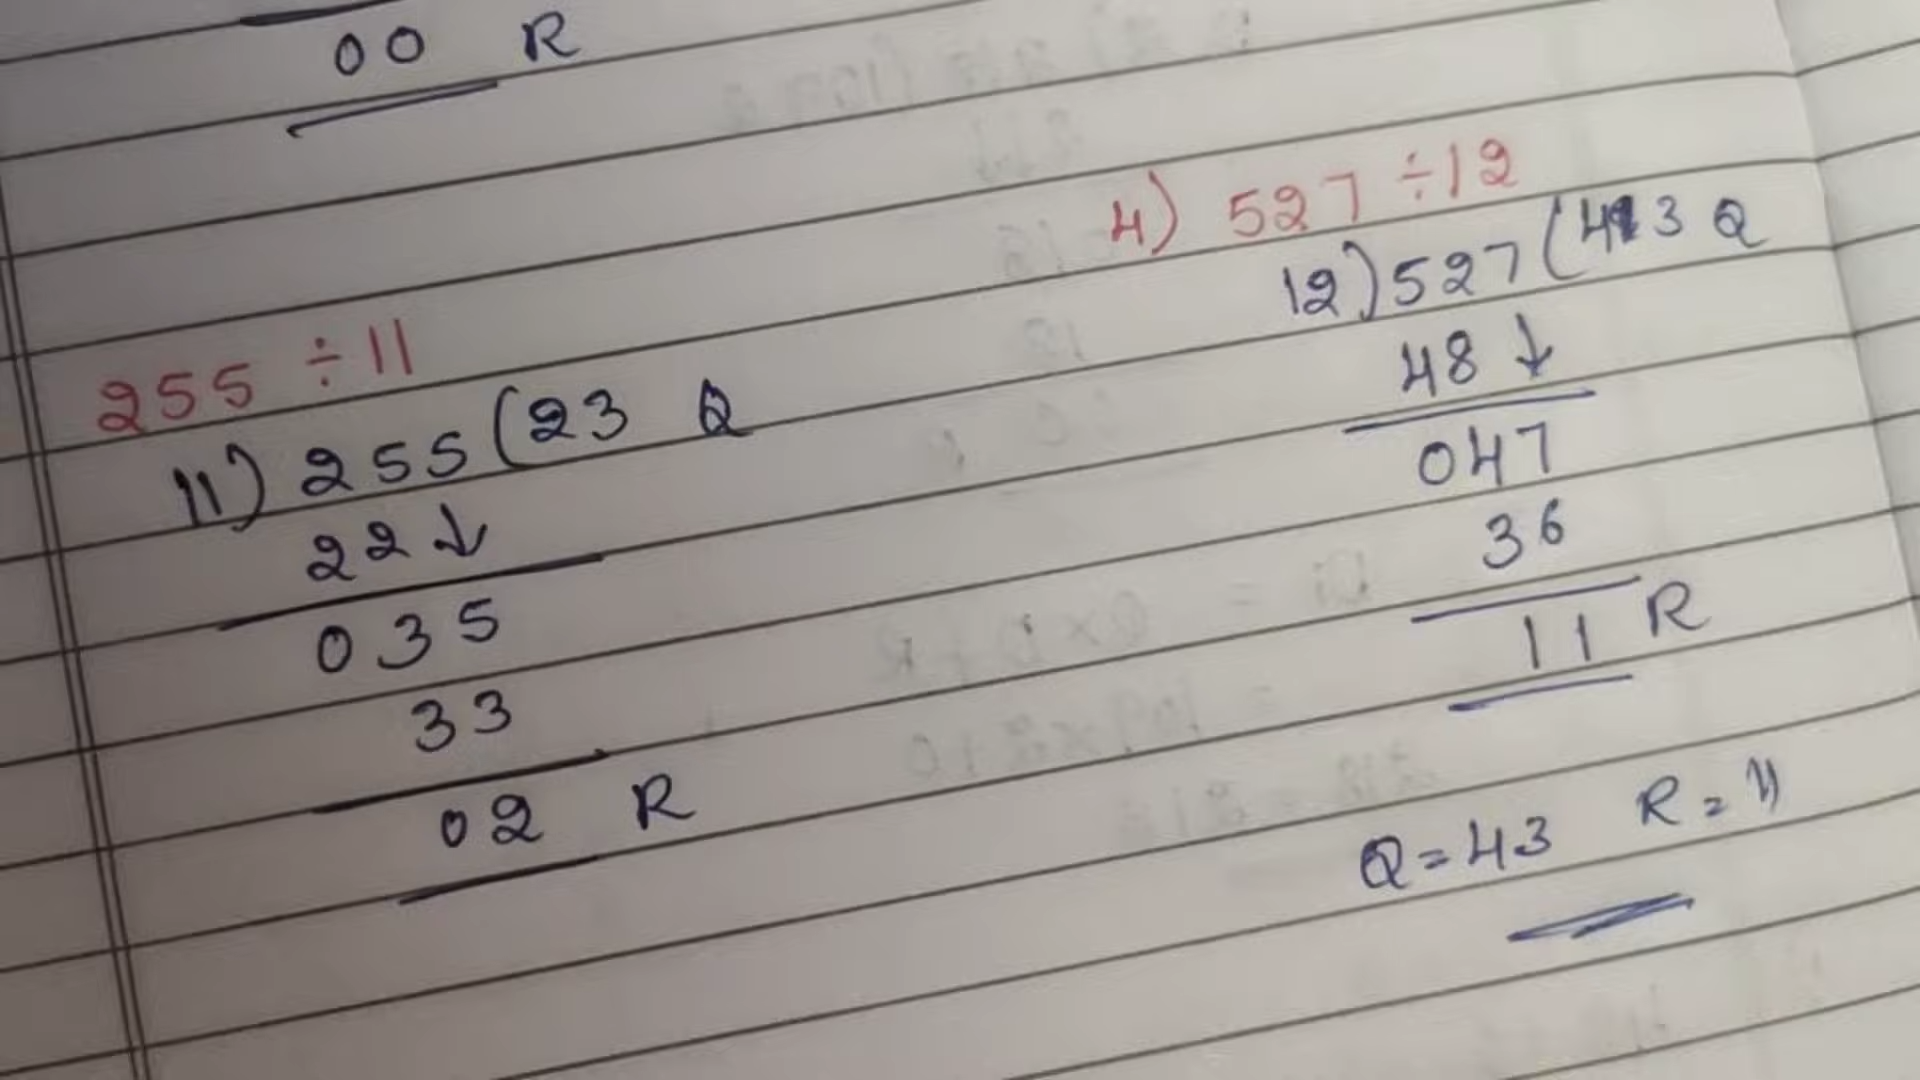 00 R
255 ÷ 11
11) 255 (23 Q
22↓
035
33
02 R
4) 527 ÷ 12
12) 527 (43 Q
48↓
047
36
11 R
Q = 43 R = 11